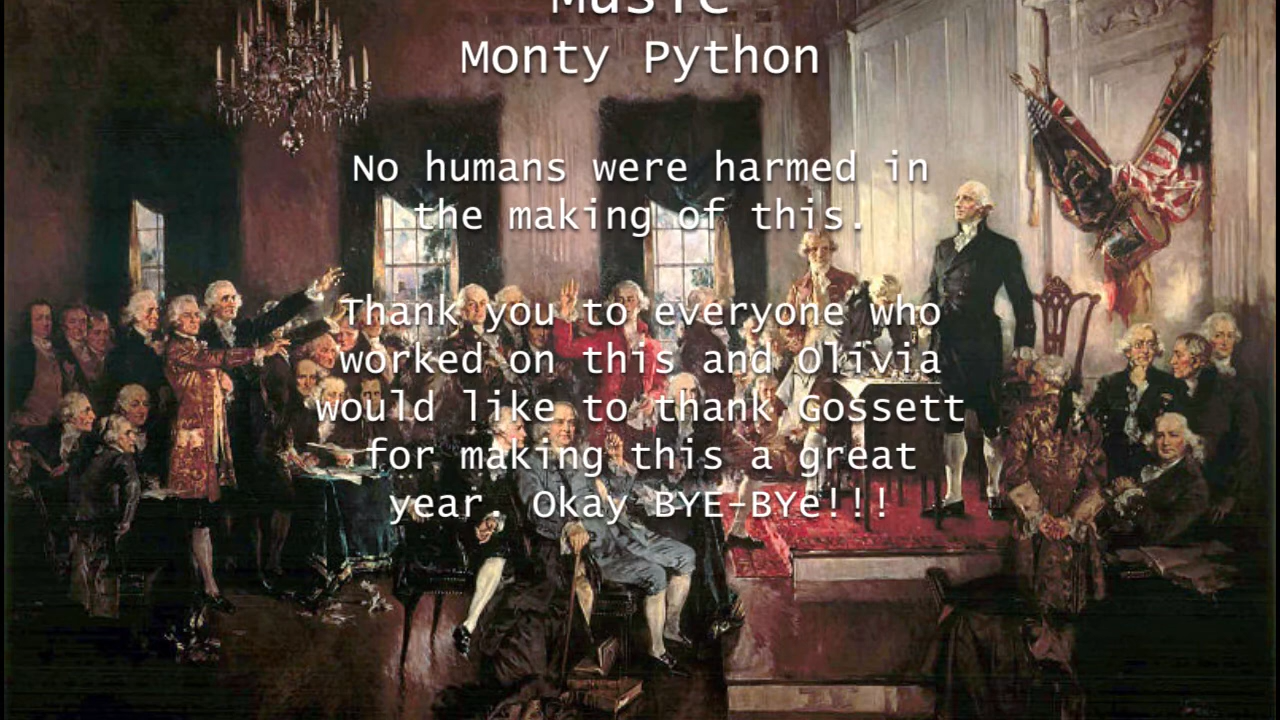 Music
Monty Python
No humans were harmed in
the making of this.
Thank you to everyone who
worked on this and Olivia
would like to thank Gossett
for making this a great
year. Okay BYE-BYe!!!